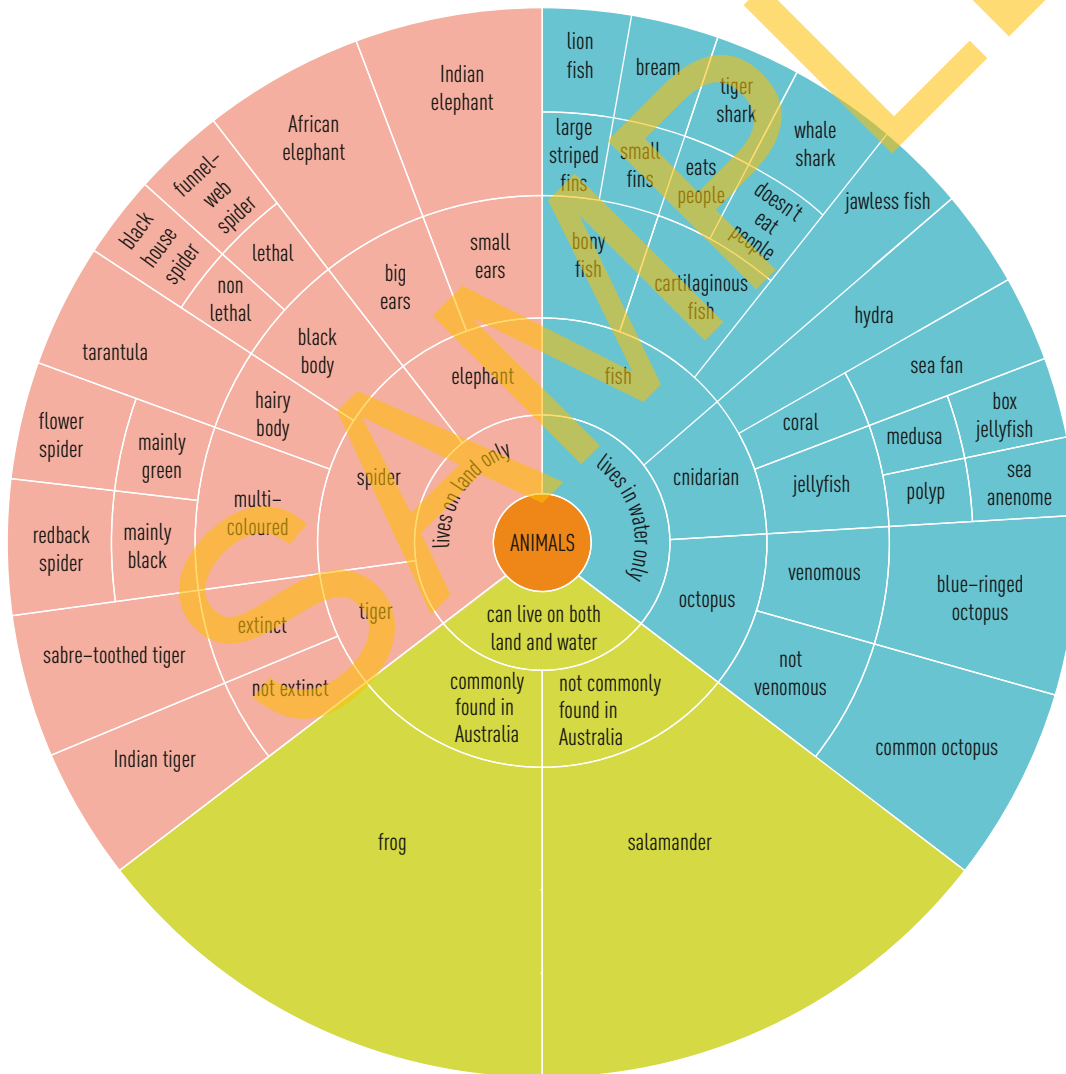 ANIMALS
lives on land only
elephant
small
ears
Indian
elephant
big
ears
African
elephant
spider
black
body
lethal
funnel–
web
spider
non
lethal
black
house
spider
hairy
body
tarantula
multi–
coloured
mainly
green
flower
spider
mainly
black
redback
spider
tiger
extinct
sabre–toothed tiger
not extinct
Indian tiger
lives in water only
fish
bony
fish
large
striped
fins
lion
fish
small
fins
bream
cartilaginous
fish
eats
people
tiger
shark
doesn't
eat
people
whale
shark
jawless fish
cnidarian
hydra
coral
sea fan
jellyfish
medusa
box
jellyfish
polyp
sea
anenome
octopus
venomous
blue–ringed
octopus
not
venomous
common octopus
can live on both
land and water
commonly
found in
Australia
frog
not commonly
found in
Australia
salamander
SAMPLE